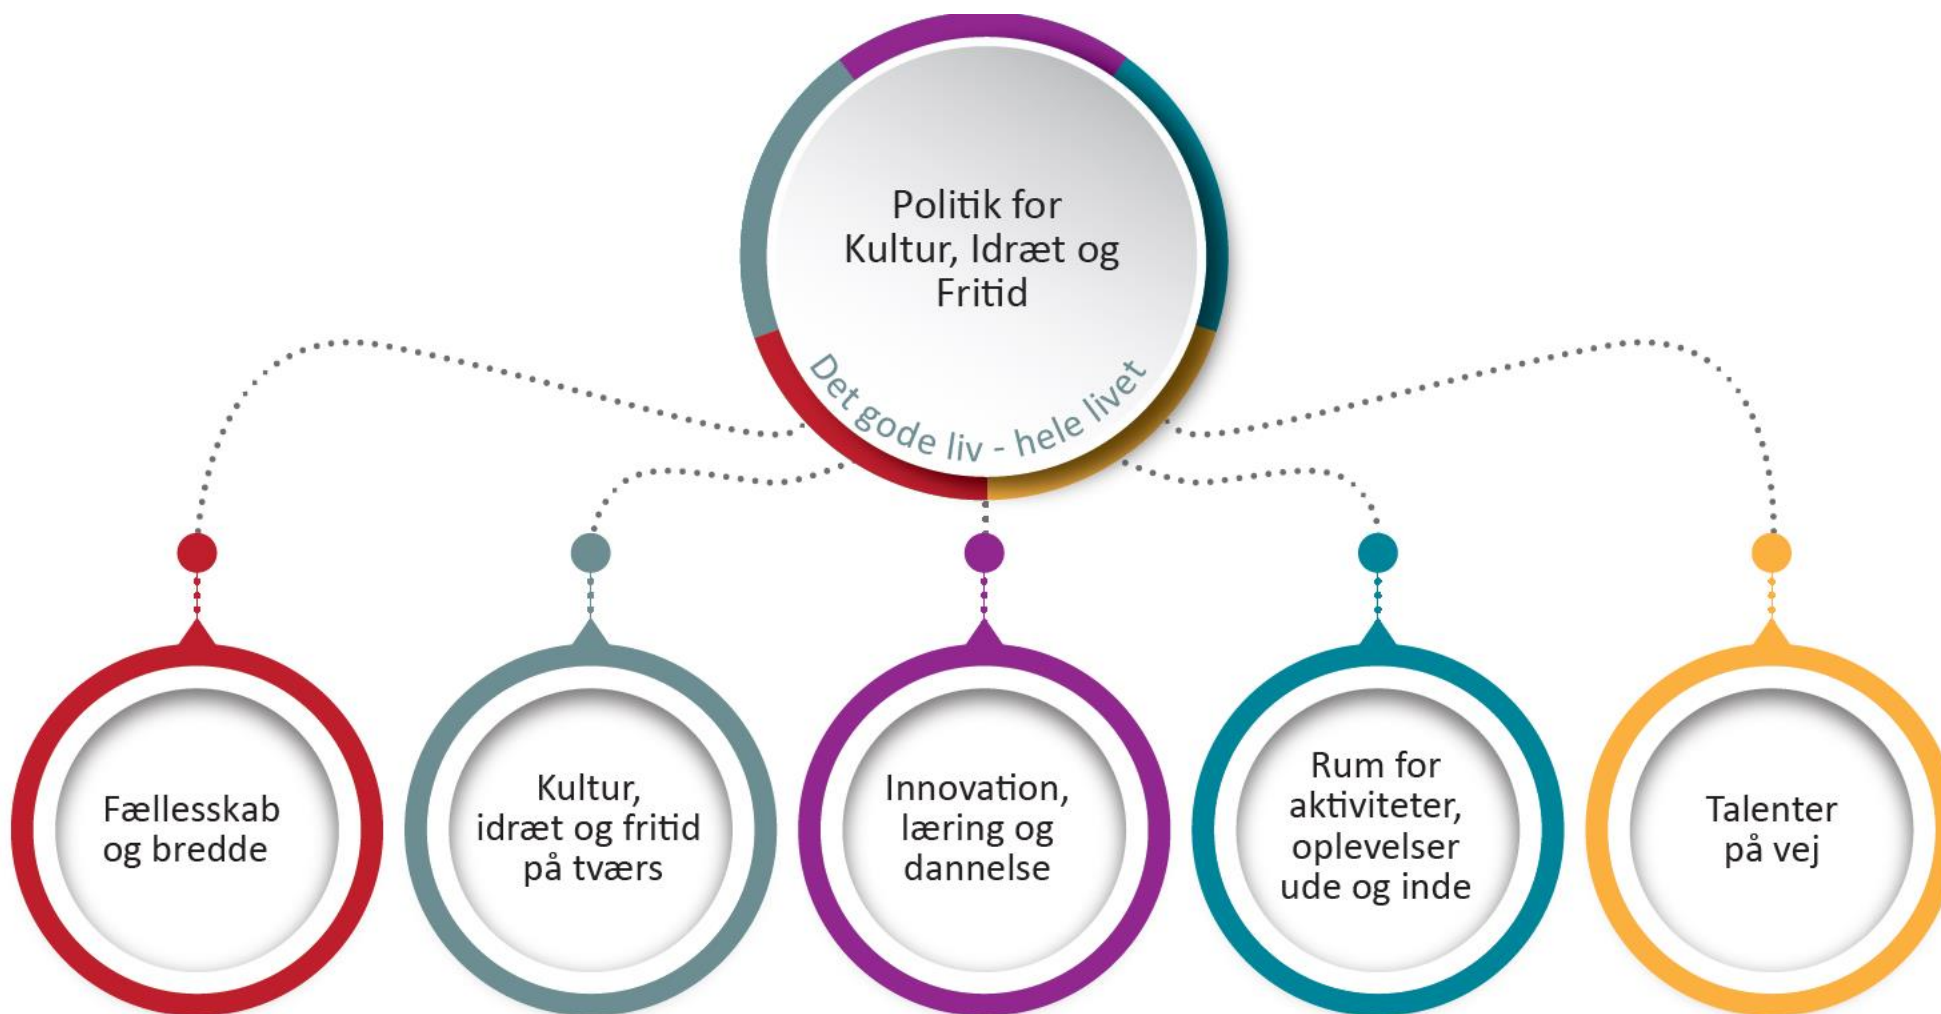 Politik for
Kultur, Idræt og
Fritid
Det gode liv - hele livet
Fællesskab
og bredde
Kultur,
idræt og fritid
på tværs
Innovation,
læring og
dannelse
Rum for
aktiviteter,
oplevelser
ude og inde
Talenter
på vej